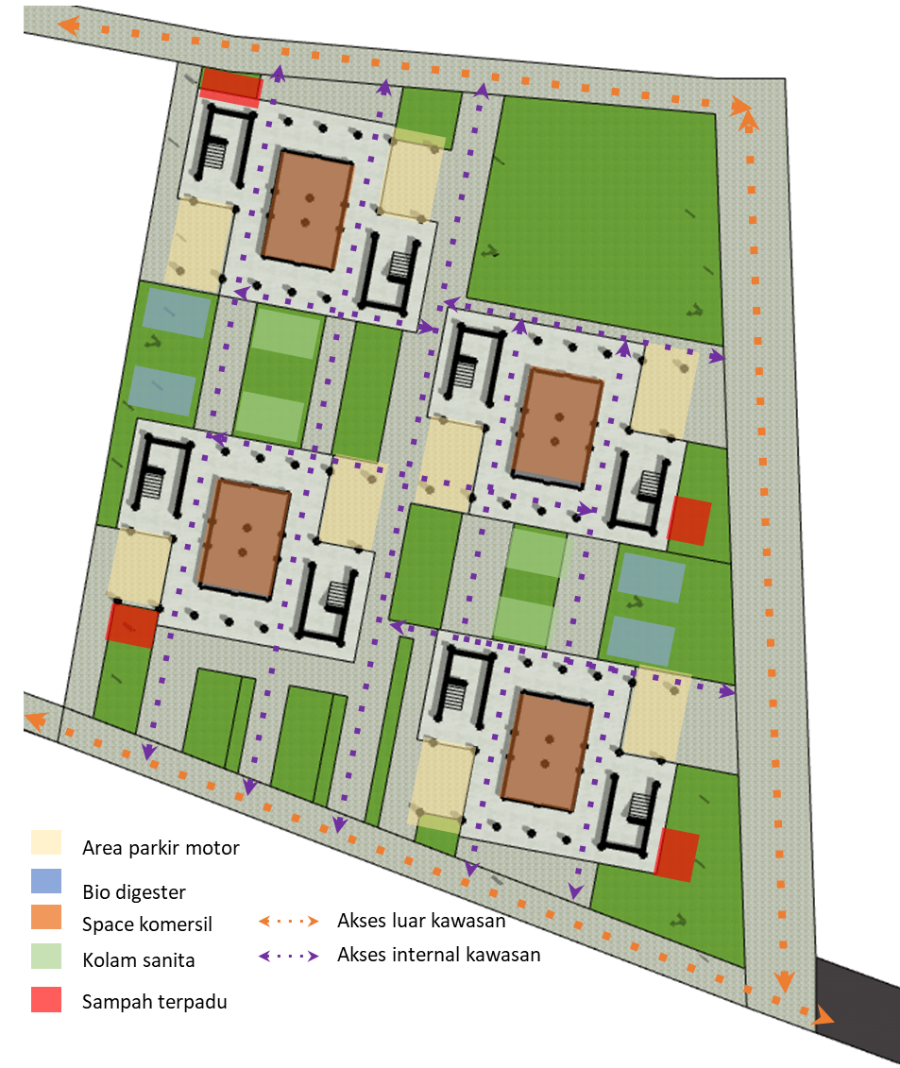 Area parkir motor
Bio digester
Space komersil
Kolam sanita
Sampah terpadu
Akses luar kawasan
Akses internal kawasan